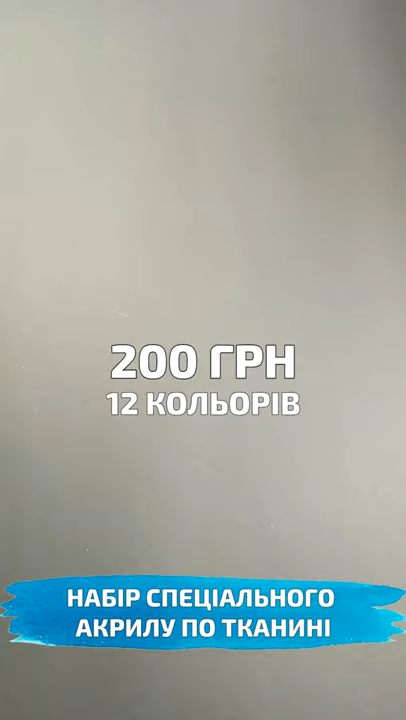 200 ГРН
12 КОЛЬОРІВ
НАБІР СПЕЦІАЛЬНОГО
АКРИЛУ ПО ТКАНИНІ